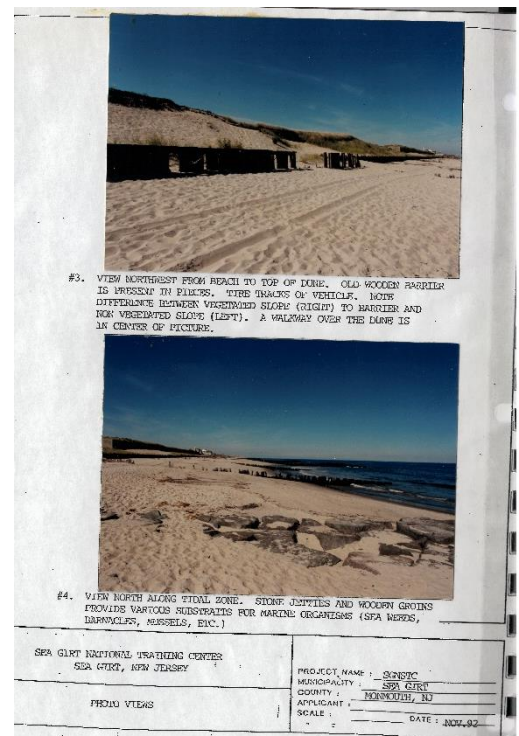 #3. VIEW NORTHWEST FROM BEACH TO TOP OF DUNE. OLD WOODEN BARRIER
IS PRESENT IN PIECES. TIRE TRACKS OF VEHICLE. NOTE
DIFFERENCE BETWEEN VEGETATED SLOPE (RIGHT) TO BARRIER AND
NON VEGETATED SLOPE (LEFT). A WALKWAY OVER THE DUNE IS
IN CENTER OF PICTURE.
#4. VIEW NORTH ALONG TIDAL ZONE. STONE JETTIES AND WOODEN GROINS
PROVIDE VARIOUS SUBSTRAITS FOR MARINE ORGANISMS (SEA WEEDS,
BARNACLES, MUSSELS, ETC.)
SEA GIRT NATIONAL TRAINING CENTER
SEA GIRT, NEW JERSEY
PHOTO VIEWS
PROJECT NAME : SGNSTC
MUNICIPALITY : SEA GIRT
COUNTY : MONMOUTH, NJ
APPLICANT :
SCALE :
DATE : NOV.92